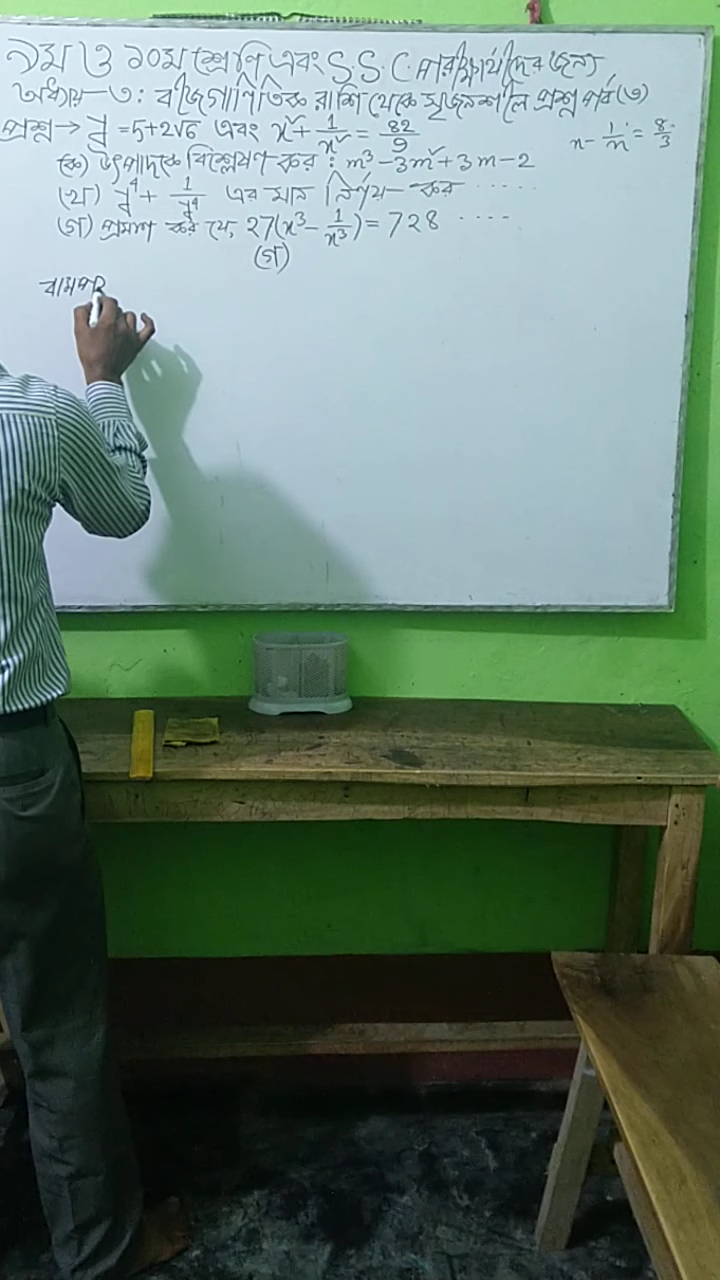 ৯ম ও ১০ম শ্রেণি এবং S.S.C. পরীক্ষার্থীদের জন্য
অধ্যায়-৩: বীজগাণিতিক রাশি থেকে সৃজনশীল প্রশ্ন পর্ব(৩)
প্রশ্ন→ y² = 5+2√6 এবং x² + 1/x² = 82/9
x - 1/x = 8/3
(ক) উৎপাদকে বিশ্লেষণ কর : m³ - 3m² + 3m - 2
(খ) y⁴ + 1/y⁴ এর মান নির্ণয় কর .....
(গ) প্রমাণ কর যে, 27(x³ - 1/x³) = 728 ....
(গ)
বামপ